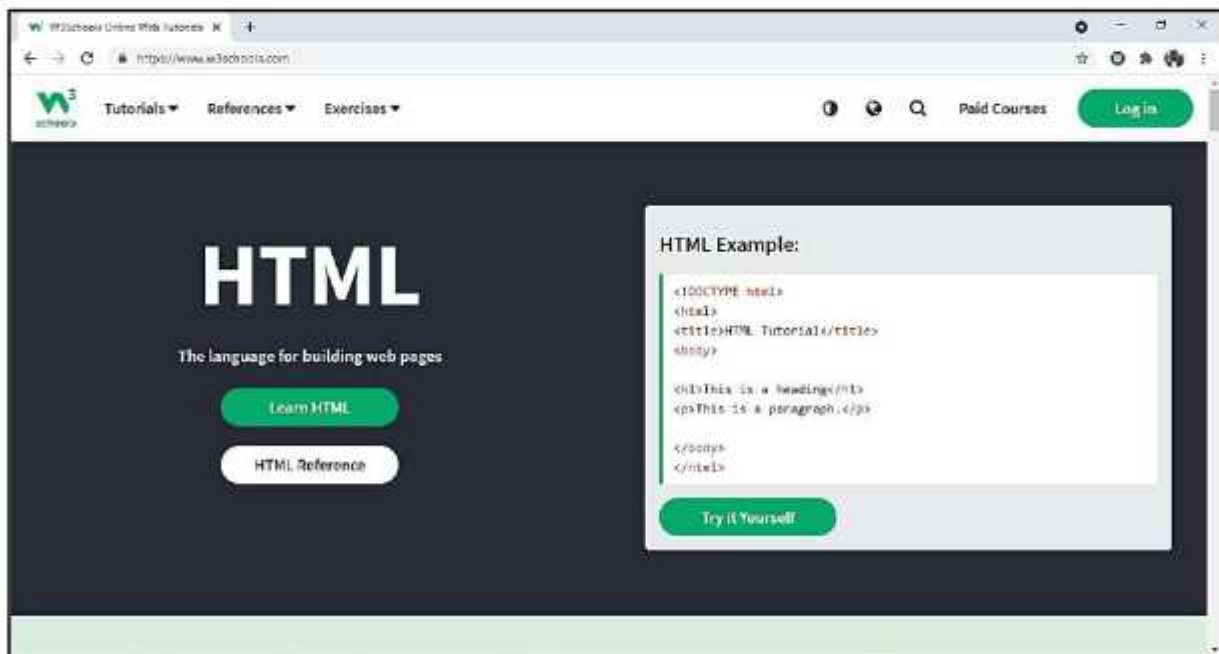 W3Schools Online Web Tutorials
https://www.w3schools.com
w3 schools
Tutorials References Exercises Paid Courses Log in
HTML
The language for building web pages
Learn HTML
HTML Reference
HTML Example:
<!DOCTYPE html>
<html>
<title>HTML Tutorial</title>
<body>
<h1>This is a heading</h1>
<p>This is a paragraph.</p>
</body>
</html>
Try it Yourself